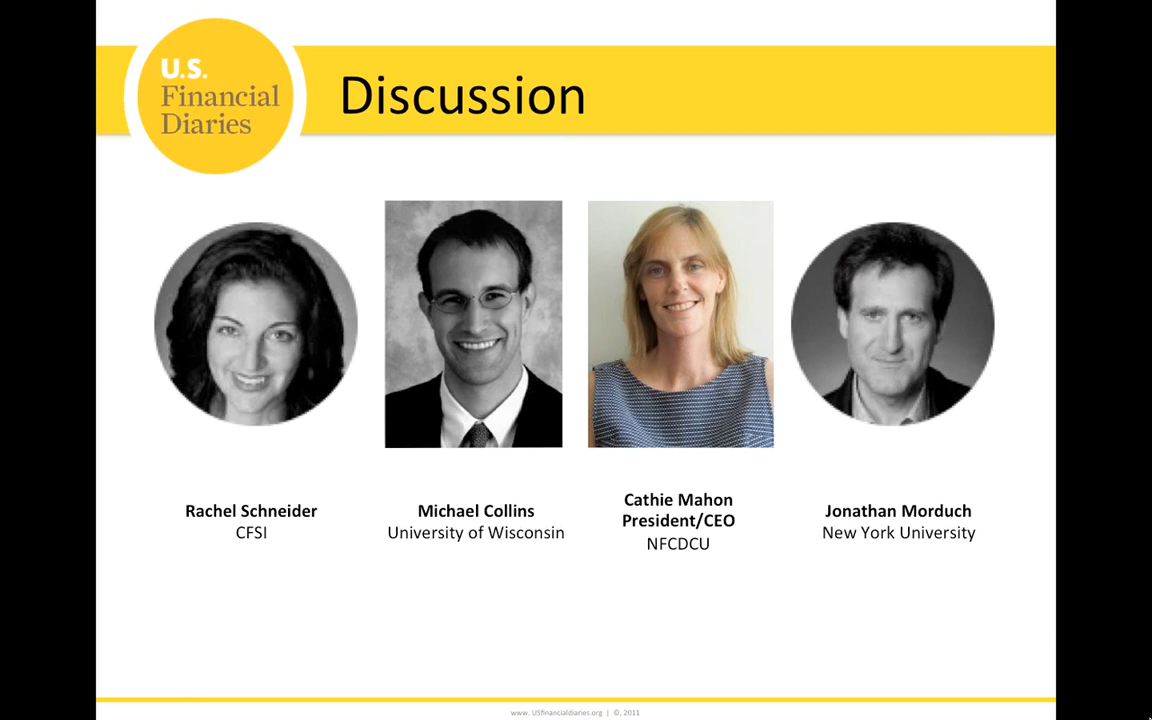 U.S.
Financial
Diaries
Discussion
Rachel Schneider
CFSI
Michael Collins
University of Wisconsin
Cathie Mahon
President/CEO
NFCDCU
Jonathan Morduch
New York University
www. USfinancialdiaries.org | ©, 2011